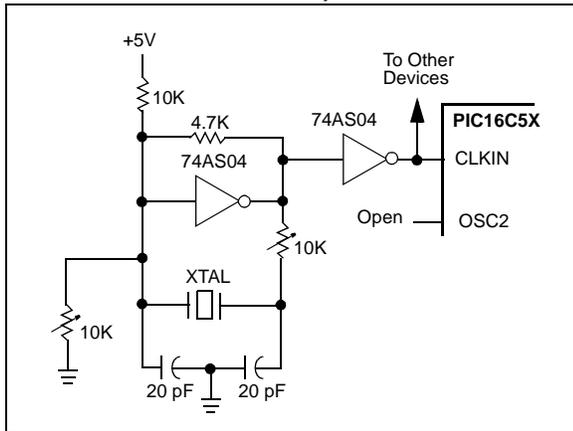 +5V
10K
4.7K
74AS04
74AS04
To Other
Devices
PIC16C5X
CLKIN
Open
OSC2
10K
XTAL
10K
20 pF
20 pF